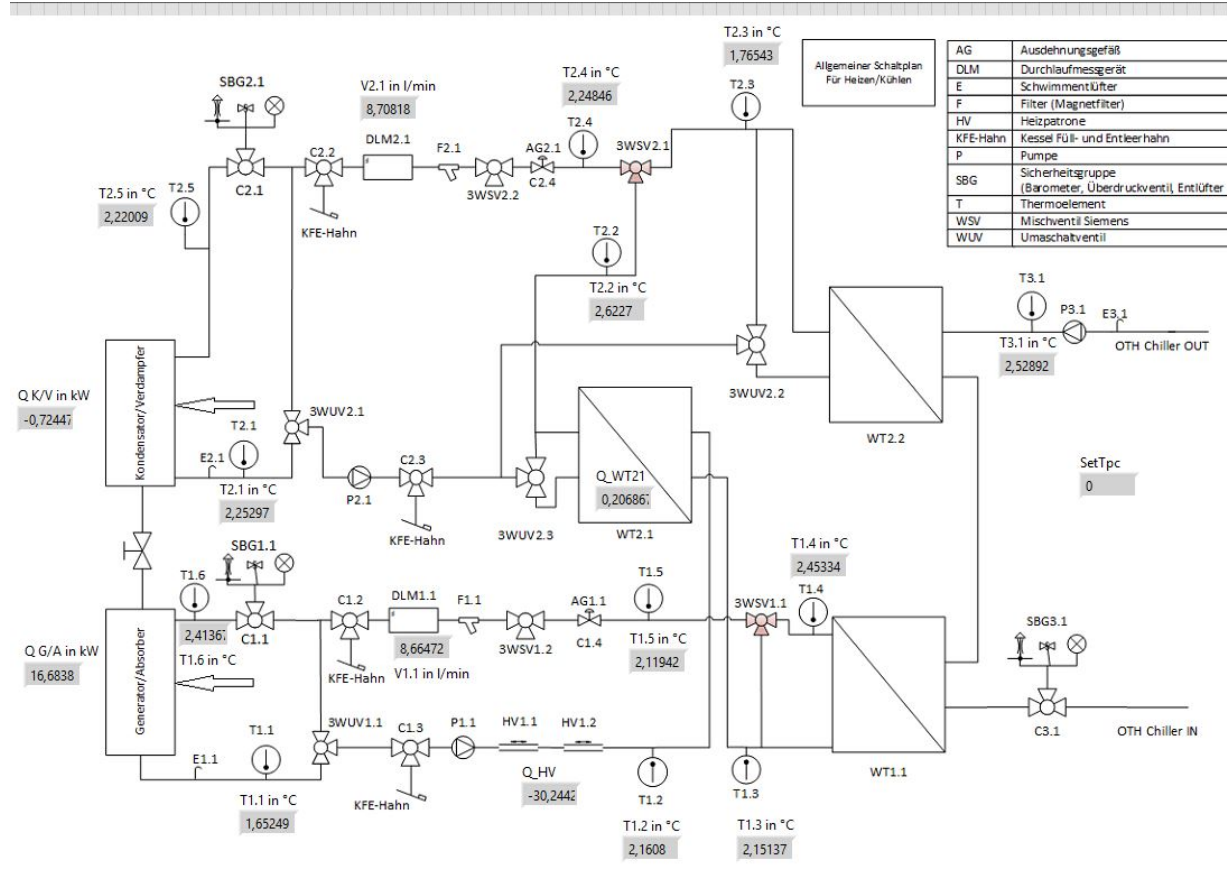 T2.3 in °C
1,76543
T2.3
Allgemeiner Schaltplan
Für Heizen/Kühlen
AG Ausdehnungsgefäß
DLM Durchlaufmessgerät
E Schwimmentlüfter
F Filter (Magnetfilter)
HV Heizpatrone
KFE-Hahn Kessel Füll- und Entleerhahn
P Pumpe
SBG Sicherheitsgruppe
(Barometer, Überdruckventil, Entlüfter
T Thermoelement
WSV Mischventil Siemens
WUV Umaschaltventil
SBG2.1
V2.1 in l/min
8,70818
T2.4 in °C
2,24846
C2.2
DLM2.1
F2.1
AG2.1
T2.4
3WSV2.1
C2.1
3WSV2.2
C2.4
T2.5 in °C
T2.5
2,22009
KFE-Hahn
T2.2
T2.2 in °C
2,6227
T3.1
P3.1
E3.1
T3.1 in °C
2,52892
OTH Chiller OUT
3WUV2.2
WT2.2
Kondensator/Verdampfer
Q K/V in kW
-0,72447
T2.1
3WUV2.1
E2.1
T2.1 in °C
2,25297
P2.1
C2.3
KFE-Hahn
3WUV2.3
Q_WT21
0,206867
WT2.1
SetTpc
0
SBG1.1
T1.6
2,41367
T1.6 in °C
C1.1
C1.2
DLM1.1
F1.1
AG1.1
T1.5
8,66472
V1.1 in l/min
3WSV1.2
C1.4
T1.5 in °C
2,11942
3WSV1.1
T1.4 in °C
2,45334
T1.4
KFE-Hahn
Generator/Absorber
Q G/A in kW
16,6838
SBG3.1
C3.1
OTH Chiller IN
WT1.1
E1.1
T1.1
3WUV1.1
C1.3
P1.1
HV1.1
HV1.2
T1.1 in °C
1,65249
KFE-Hahn
Q_HV
-30,2442
T1.2
T1.3
T1.2 in °C
2,1608
T1.3 in °C
2,15137